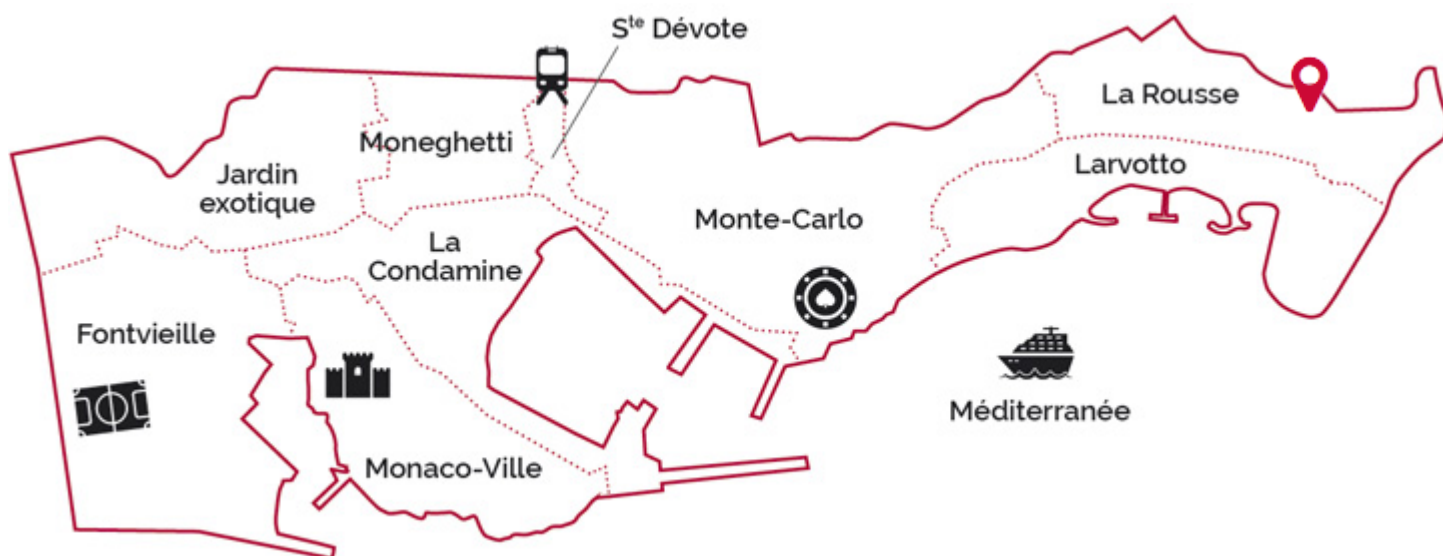 Sᵗᵉ Dévote
La Rousse
Moneghetti
Larvotto
Jardin
exotique
Monte-Carlo
La
Condamine
Fontvieille
Méditerranée
Monaco-Ville